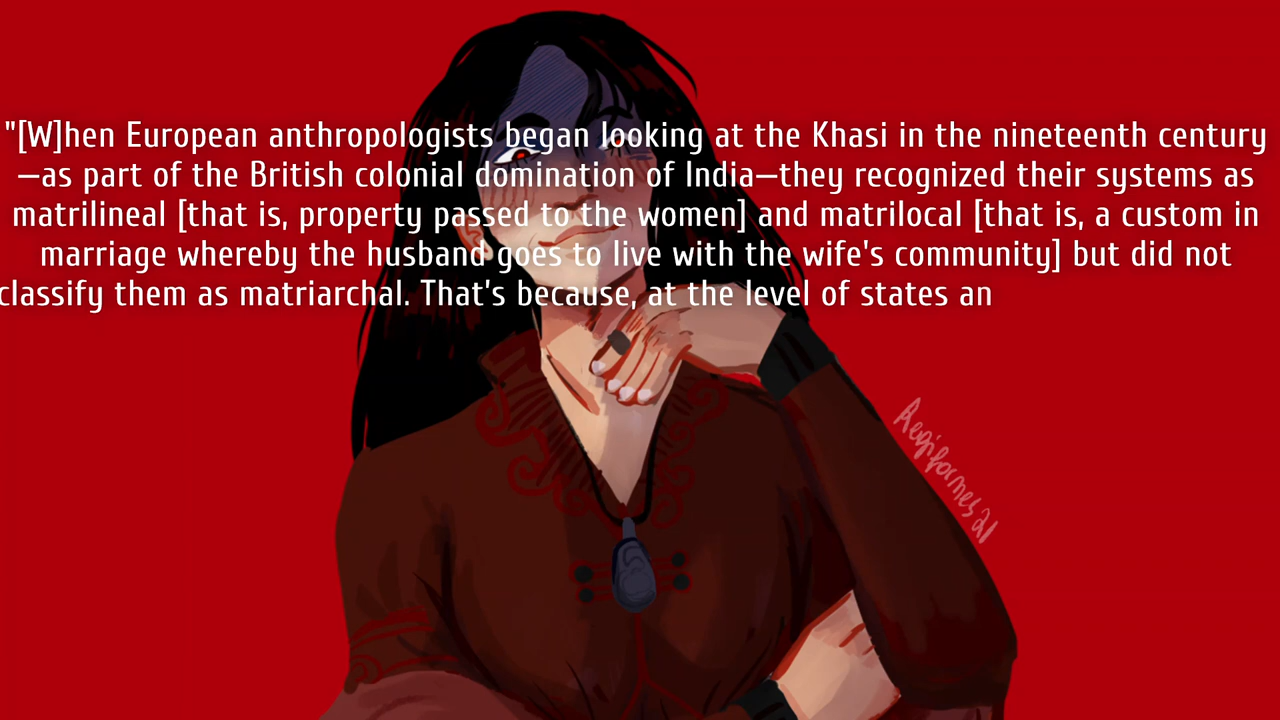 "[W]hen European anthropologists began looking at the Khasi in the nineteenth century
—as part of the British colonial domination of India—they recognized their systems as
matrilineal [that is, property passed to the women] and matrilocal [that is, a custom in
marriage whereby the husband goes to live with the wife's community] but did not
classify them as matriarchal. That's because, at the level of states an
Regiformes21